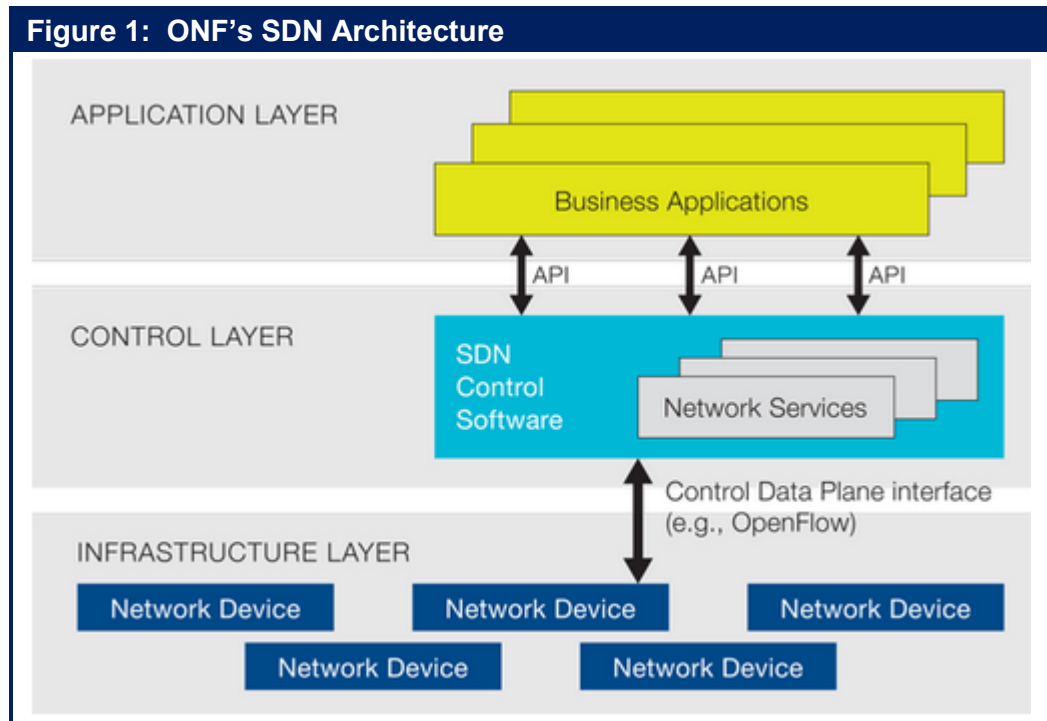 Figure 1: ONF's SDN Architecture
APPLICATION LAYER
Business Applications
API
API
API
CONTROL LAYER
SDN
Control
Software
Network Services
Control Data Plane interface
(e.g., OpenFlow)
INFRASTRUCTURE LAYER
Network Device
Network Device
Network Device
Network Device
Network Device